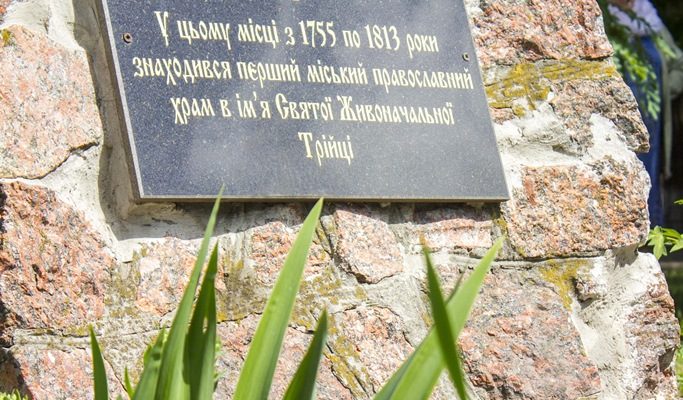 У цьому місці з 1755 по 1813 роки
знаходився перший міський православний
храм в ім'я Святої Живоначальної
Трійці